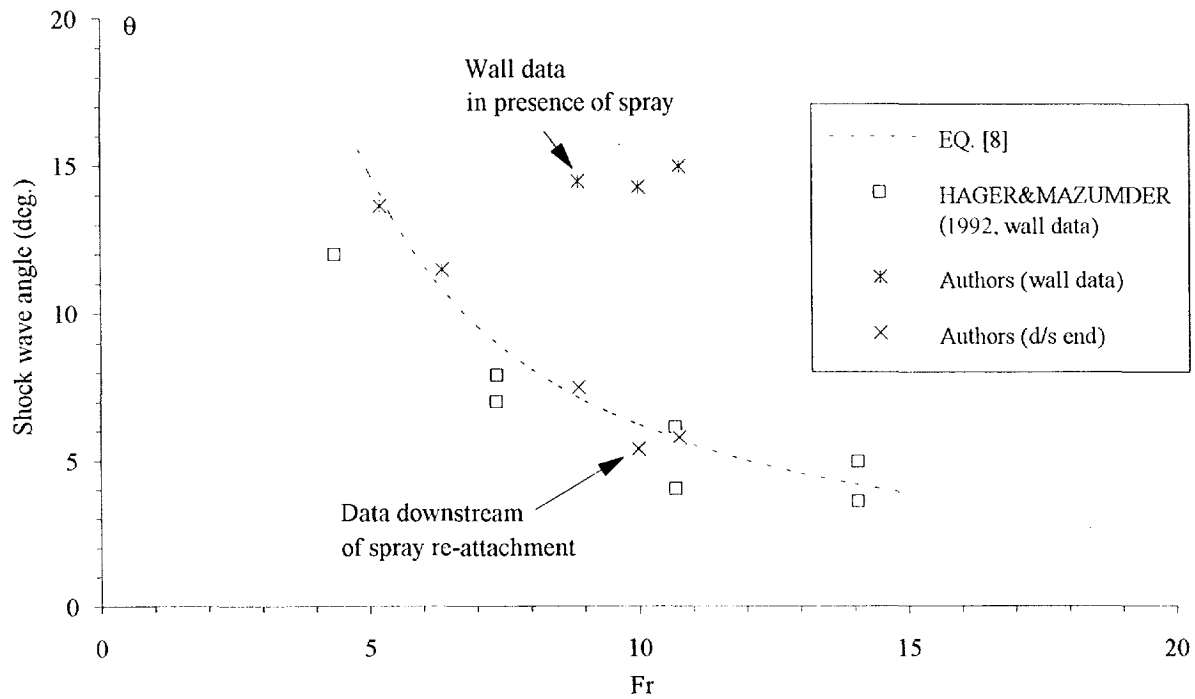 20
θ
Wall data
in presence of spray
EQ. [8]
HAGER&MAZUMDER
(1992, wall data)
Authors (wall data)
Authors (d/s end)
15
Shock wave angle (deg.)
10
5
Data downstream
of spray re-attachment
0
0
5
10
15
20
Fr